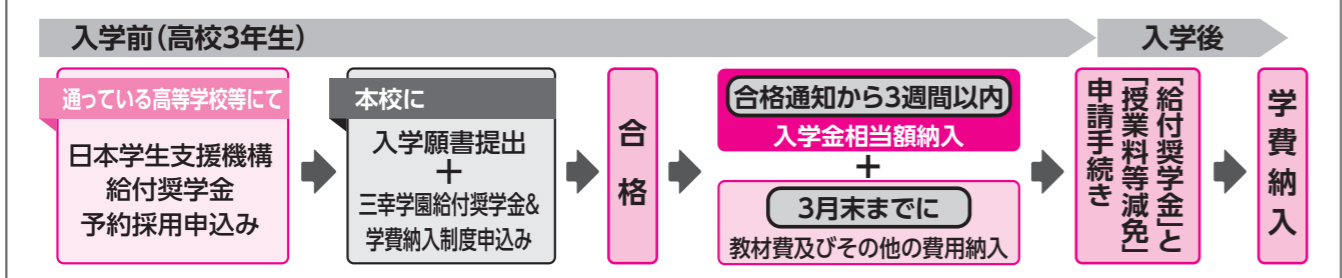 入学前(高校3年生)
入学後
通っている高等学校等にて
日本学生支援機構
給付奨学金
予約採用申込み
本校に
入学願書提出
+
三幸学園給付奨学金&
学費納入制度申込み
合格
合格通知から3週間以内
入学金相当額納入
+
3月末までに
教材費及びその他の費用納入
「給付奨学金」と
「授業料等減免」
申請手続き
学費納入